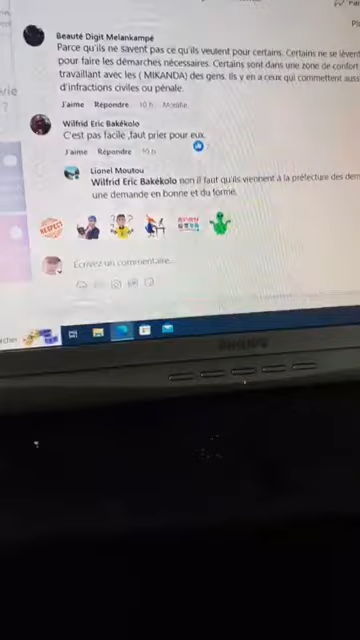 Beauté Digit Melankampé
Parce qu'ils ne savent pas ce qu'ils veulent pour certains. Certains ne se lèvent
pour faire les démarches nécessaires. Certains sont dans une zone de confort
travaillant avec les ( MIKANDA) des gens. Ils y en a ceux qui commettent aussi
d'infractions civiles ou pénale.
J'aime Répondre 10 h Modifié
Wilfrid Eric Bakékolo
C'est pas facile ,faut prier pour eux.
J'aime Répondre 10 h
Lionel Moutou
Wilfrid Eric Bakékolo non il faut qu'ils viennent à la préfecture des dem
une demande en bonne et du forme.
RESPECT
Écrivez un commentaire...
PHILIPS